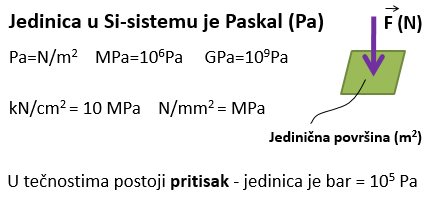 Jedinica u Si-sistemu je Paskal (Pa)
F (N)
Pa=N/m² MPa=10⁶Pa GPa=10⁹Pa
kN/cm² = 10 MPa N/mm² = MPa
Jedinična površina (m²)
U tečnostima postoji pritisak - jedinica je bar = 10⁵ Pa